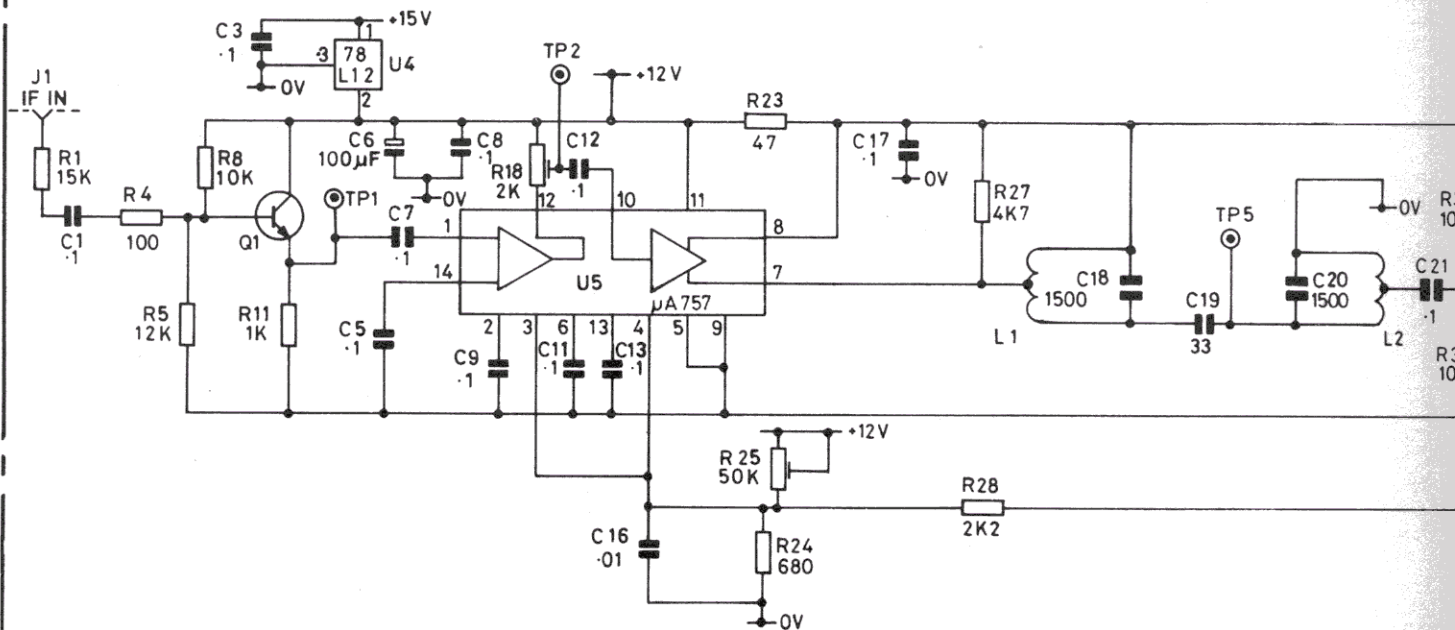 +15V
C3
.1
1
3
78
L12
U4
0V
2
J1
IF IN
TP2
+12V
R1
15K
R8
10K
C6
100µF
C8
.1
R18
2K
C12
.1
R23
47
C17
.1
0V
R27
4K7
C1
.1
R4
100
Q1
TP1
0V
C7
.1
1
14
12
10
11
8
7
U5
µA757
2
3
6
13
4
5
9
R5
12K
R11
1K
C5
.1
C9
.1
C11
.1
C13
.1
L1
1500
C18
C19
33
TP5
C20
1500
0V
L2
C21
.1
R
10
R3
10
+12V
R25
50K
R28
2K2
C16
.01
R24
680
0V